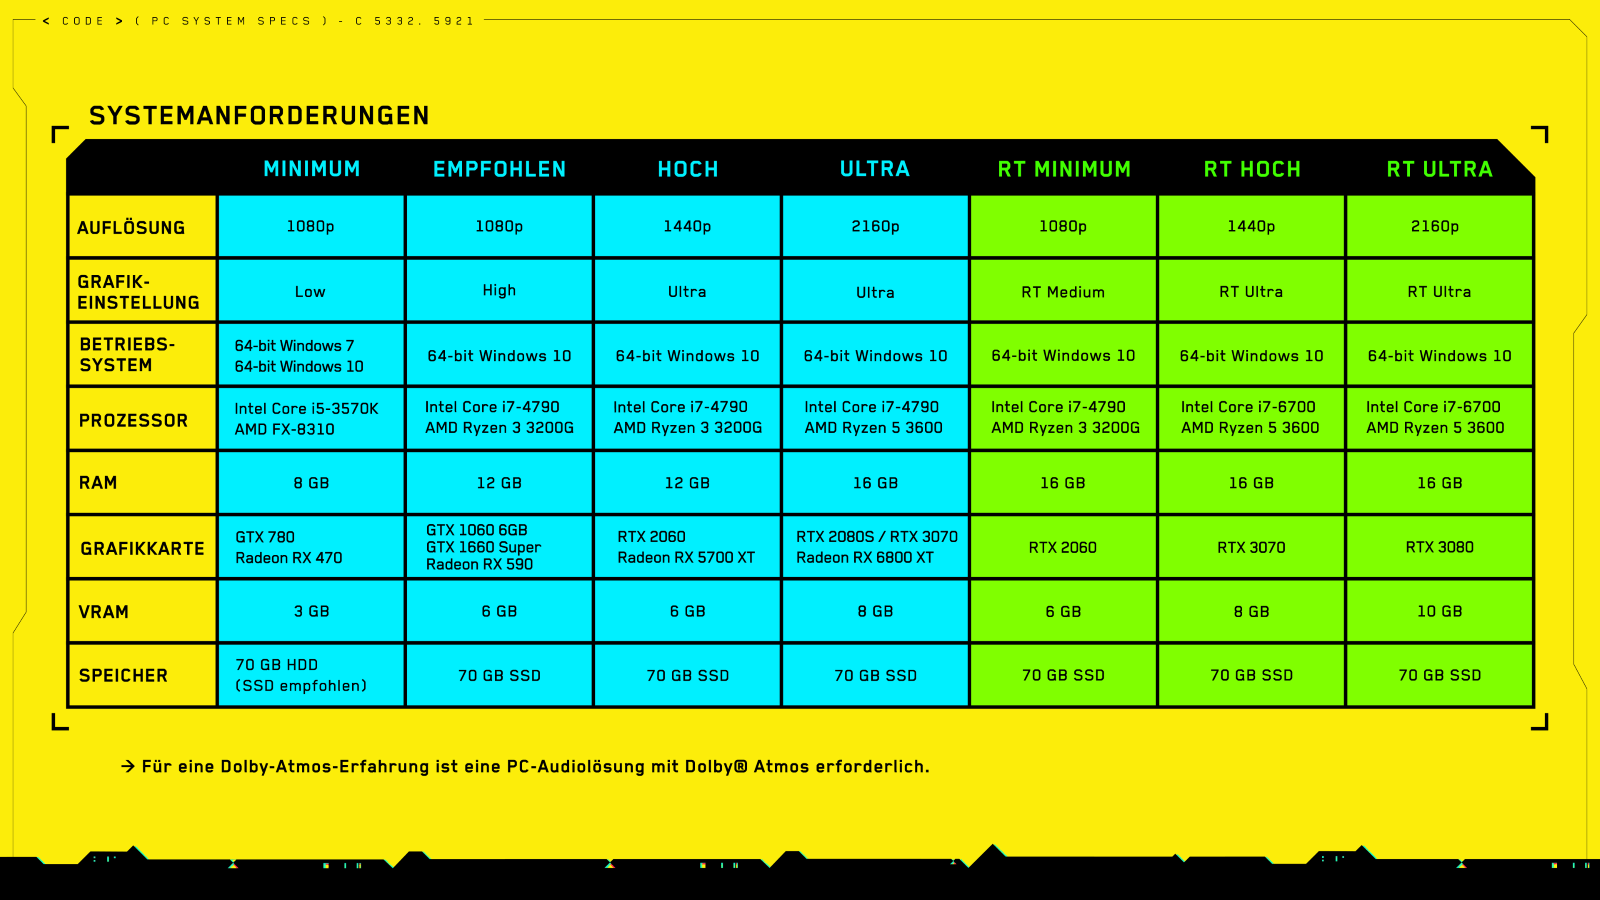 < CODE > ( PC SYSTEM SPECS ) - C 5332. 5921
SYSTEMANFORDERUNGEN
MINIMUM EMPFOHLEN HOCH ULTRA RT MINIMUM RT HOCH RT ULTRA
AUFLÖSUNG 1080p 1080p 1440p 2160p 1080p 1440p 2160p
GRAFIK-
EINSTELLUNG Low High Ultra Ultra RT Medium RT Ultra RT Ultra
BETRIEBS-
SYSTEM
64-bit Windows 7
64-bit Windows 10
64-bit Windows 10 64-bit Windows 10 64-bit Windows 10 64-bit Windows 10 64-bit Windows 10 64-bit Windows 10
PROZESSOR
Intel Core i5-3570K
AMD FX-8310
Intel Core i7-4790
AMD Ryzen 3 3200G
Intel Core i7-4790
AMD Ryzen 3 3200G
Intel Core i7-4790
AMD Ryzen 5 3600
Intel Core i7-4790
AMD Ryzen 3 3200G
Intel Core i7-6700
AMD Ryzen 5 3600
Intel Core i7-6700
AMD Ryzen 5 3600
RAM 8 GB 12 GB 12 GB 16 GB 16 GB 16 GB 16 GB
GRAFIKKARTE
GTX 780
Radeon RX 470
GTX 1060 6GB
GTX 1660 Super
Radeon RX 590
RTX 2060
Radeon RX 5700 XT
RTX 2080S / RTX 3070
Radeon RX 6800 XT
RTX 2060
RTX 3070
RTX 3080
VRAM 3 GB 6 GB 6 GB 8 GB 6 GB 8 GB 10 GB
SPEICHER
70 GB HDD
(SSD empfohlen)
70 GB SSD 70 GB SSD 70 GB SSD 70 GB SSD 70 GB SSD 70 GB SSD
→ Für eine Dolby-Atmos-Erfahrung ist eine PC-Audiolösung mit Dolby® Atmos erforderlich.